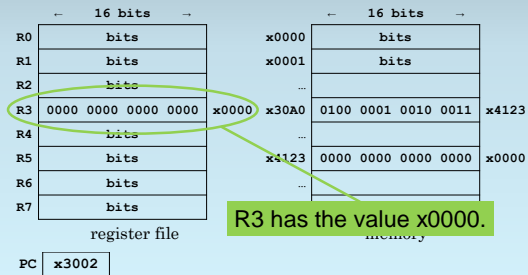 ← 16 bits → ← 16 bits →
R0 bits x0000 bits
R1 bits x0001 bits
R2 bits …
R3 0000 0000 0000 0000 x0000 x30A0 0100 0001 0010 0011 x4123
R4 bits …
R5 bits x4123 0000 0000 0000 0000 x0000
R6 bits …
R7 bits
R3 has the value x0000.
register file memory
PC x3002